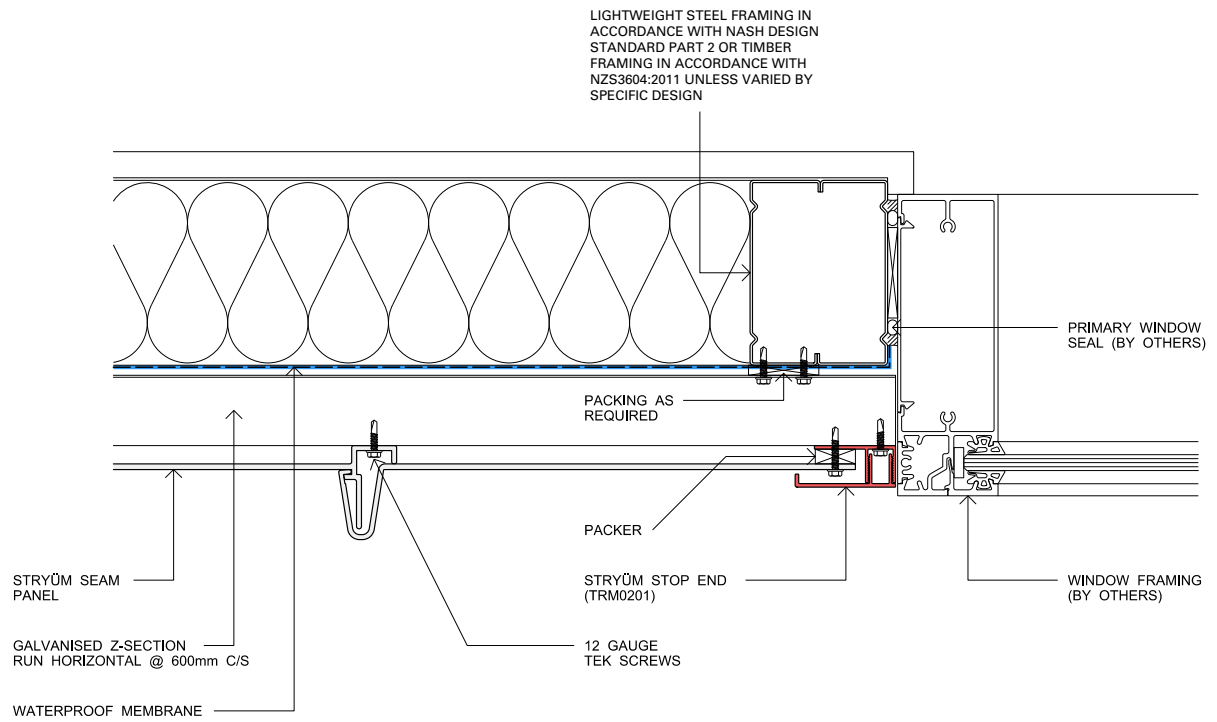 LIGHTWEIGHT STEEL FRAMING IN
ACCORDANCE WITH NASH DESIGN
STANDARD PART 2 OR TIMBER
FRAMING IN ACCORDANCE WITH
NZS3604:2011 UNLESS VARIED BY
SPECIFIC DESIGN
PRIMARY WINDOW
SEAL (BY OTHERS)
PACKING AS
REQUIRED
PACKER
STRYÜM SEAM
PANEL
STRYÜM STOP END
(TRM0201)
WINDOW FRAMING
(BY OTHERS)
GALVANISED Z-SECTION
RUN HORIZONTAL @ 600mm C/S
12 GAUGE
TEK SCREWS
WATERPROOF MEMBRANE